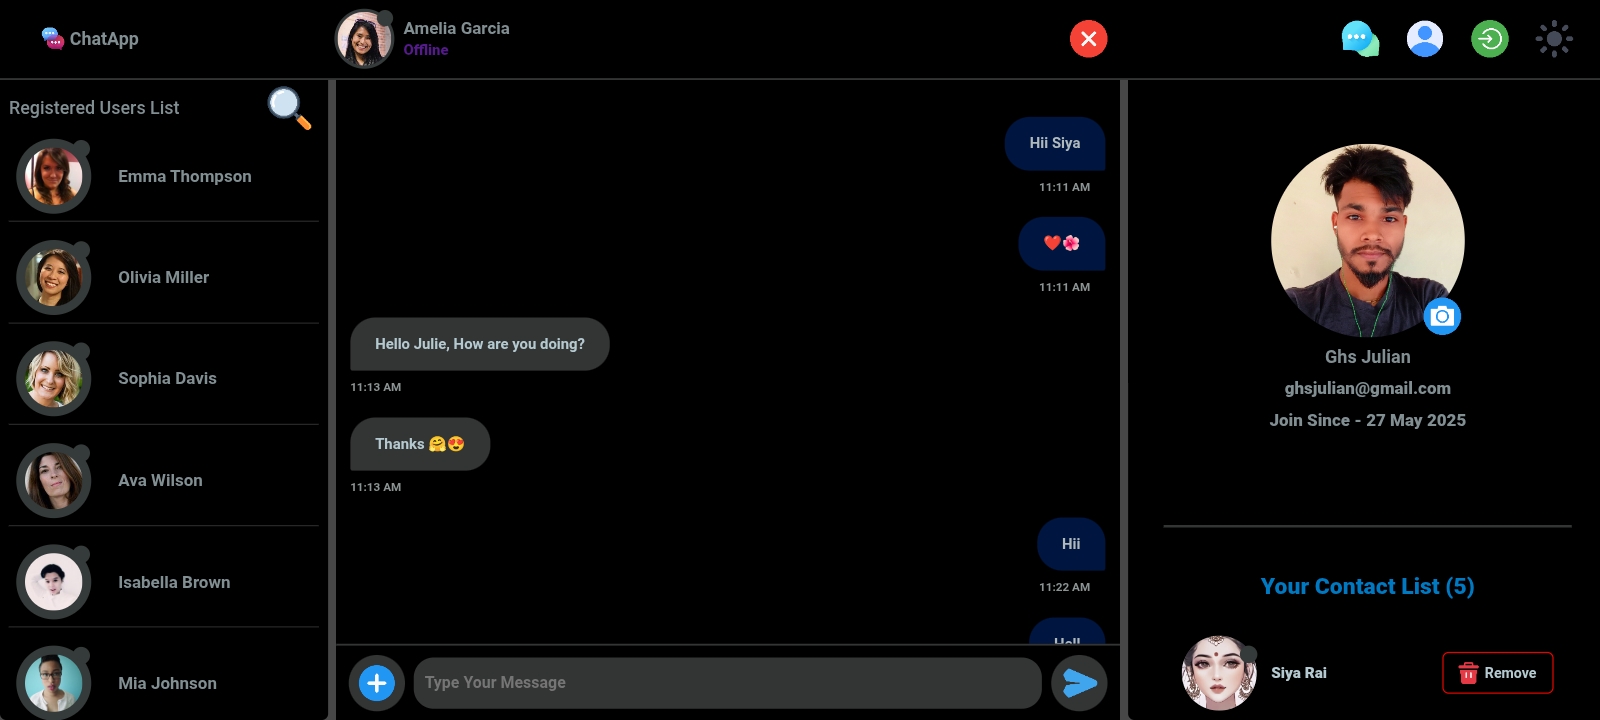 ChatApp
Amelia Garcia
Offline
Registered Users List
Emma Thompson
Olivia Miller
Sophia Davis
Ava Wilson
Isabella Brown
Mia Johnson
Hii Siya
11:11 AM
❤️🌺
11:11 AM
Hello Julie, How are you doing?
11:13 AM
Thanks 🤗😍
11:13 AM
Hii
11:22 AM
Type Your Message
Ghs Julian
ghsjulian@gmail.com
Join Since - 27 May 2025
Your Contact List (5)
Siya Rai
Remove